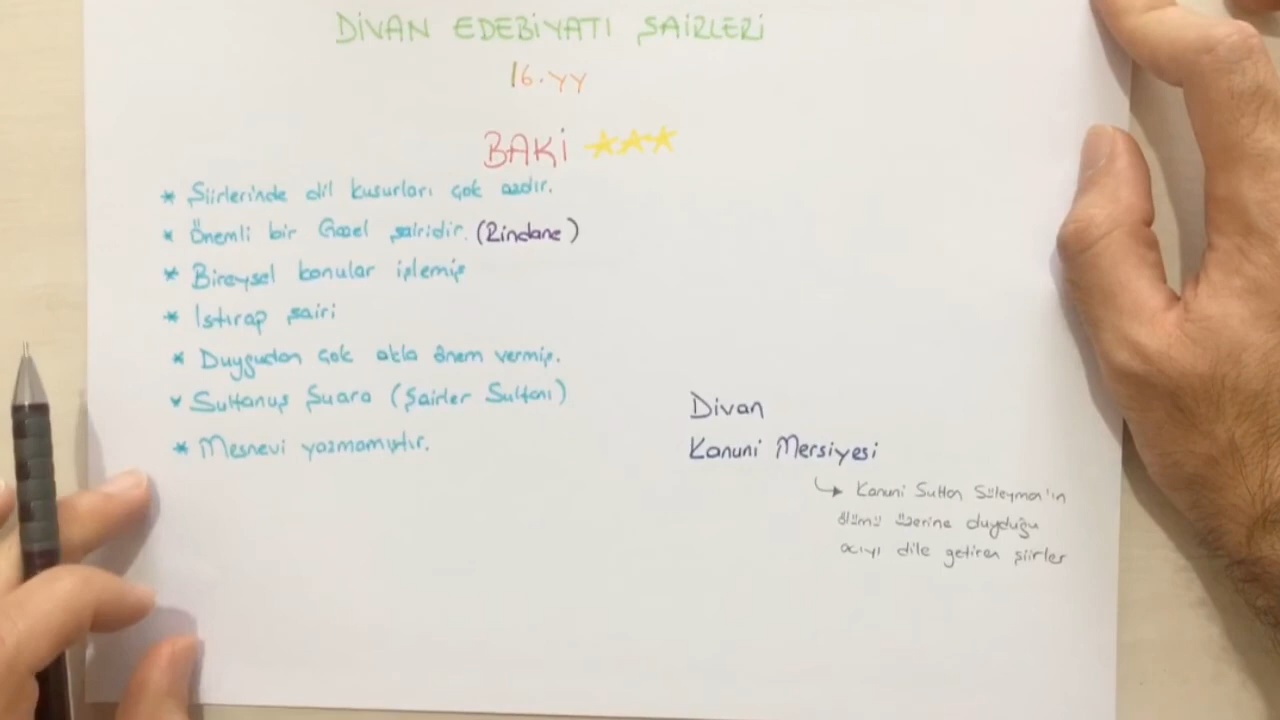 DİVAN EDEBİYATI ŞAİRLERİ
16.YY
BAKİ ★★★
* Şiirlerinde dil kusurları çok azdır.
* Önemli bir Gazel şairidir. (Rindane)
* Bireysel konular işlemiş
* Istırap şairi
* Duygudan çok akla önem vermiş.
* Sultanuş Şuara (Şairler Sultanı)
* Mesnevi yazmamıştır.
Divan
Kanuni Mersiyesi
↳ Kanuni Sultan Süleyman'ın
ölümü üzerine duyduğu
acıyı dile getiren şiirler